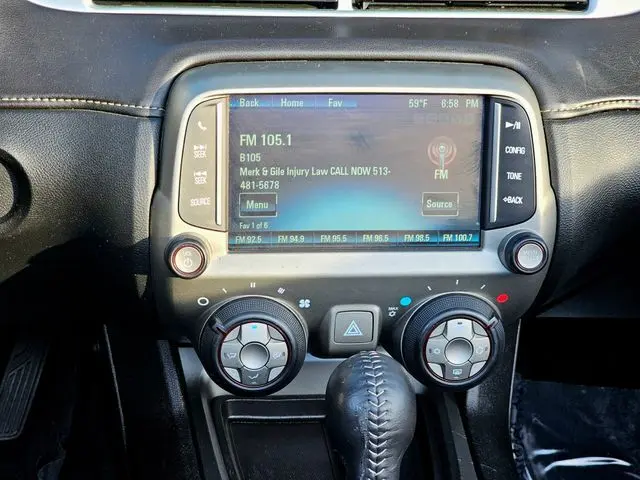 Back Home Fav 59°F 6:58 PM
FM 105.1
B105
Merk & Gile Injury Law CALL NOW 513-
481-5678
FM
Menu
Source
Fav 1 of 6
FM 92.5 FM 94.9 FM 95.5 FM 96.5 FM 98.5 FM 100.7
SEEK
SEEK
SOURCE
CONFIG
TONE
BACK
MAX